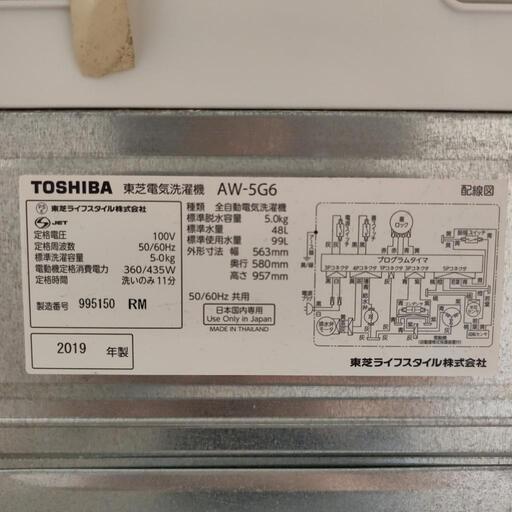 TOSHIBA 東芝電気洗濯機 AW-5G6 配線図
東芝ライフスタイル株式会社
JET
定格電圧 100V
定格周波数 50/60Hz
標準洗濯容量 5.0kg
電動機定格消費電力 360/435W
定格時間 洗いのみ 11分
製造番号 995150 RM
2019 年製
種類 全自動電気洗濯機
標準脱水容量 5.0kg
標準水量 48L
標準使用水量 99L
外形寸法 幅 563mm
奥行 580mm
高さ 957mm
50/60Hz 共用
日本国内専用
Use Only in Japan
MADE IN THAILAND
プログラムタイマ
東芝ライフスタイル株式会社